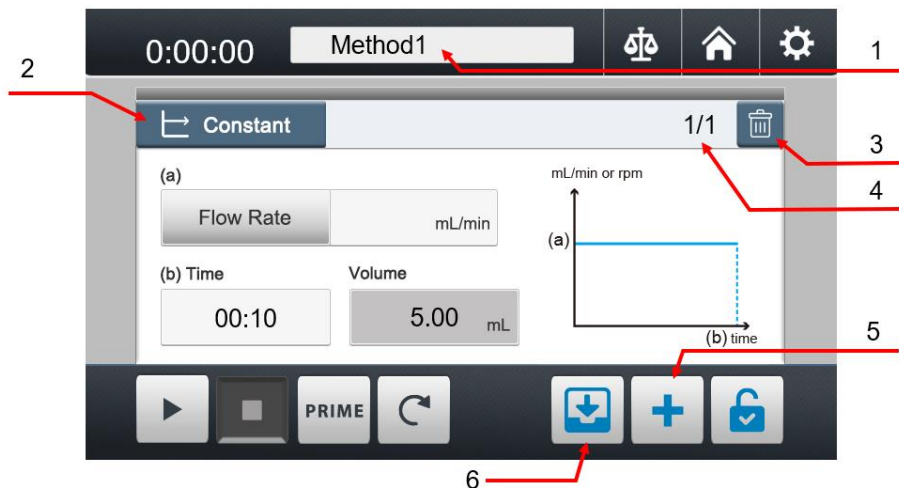 0:00:00
Method1
1
2
Constant
1/1
3
4
(a)
Flow Rate
mL/min
mL/min or rpm
(a)
(b) Time
Volume
00:10
5.00 mL
(b) time
5
PRIME
6